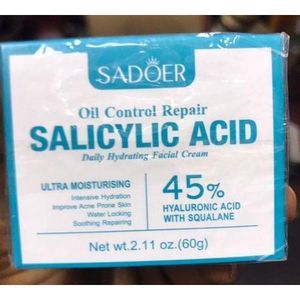 SADOER
Oil Control Repair
SALICYLIC ACID
Daily Hydrating Facial Cream
ULTRA MOISTURISING
Intensive Hydration
Improve Acne Prone Skin
Water Locking
Soothing Repairing
45%
HYALURONIC ACID
WITH SQUALANE
Net wt.2.11 oz.(60g)